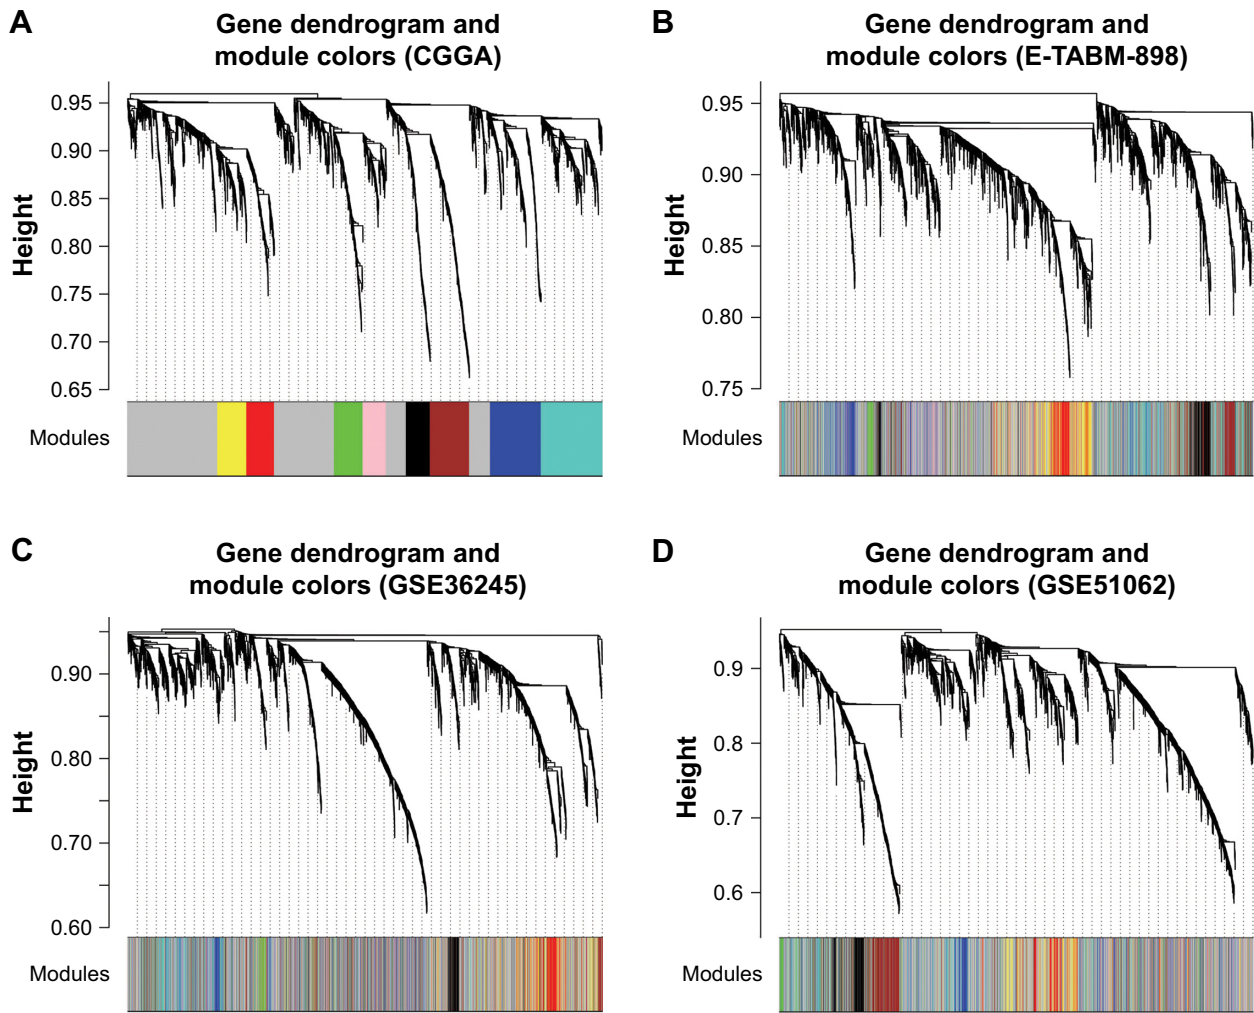 A
Gene dendrogram and
module colors (CGGA)
0.95
0.90
0.85
0.80
0.75
0.70
0.65
Height
Modules
B
Gene dendrogram and
module colors (E-TABM-898)
0.95
0.90
0.85
0.80
0.75
Height
Modules
C
Gene dendrogram and
module colors (GSE36245)
0.90
0.80
0.70
0.60
Height
Modules
D
Gene dendrogram and
module colors (GSE51062)
0.9
0.8
0.7
0.6
Height
Modules